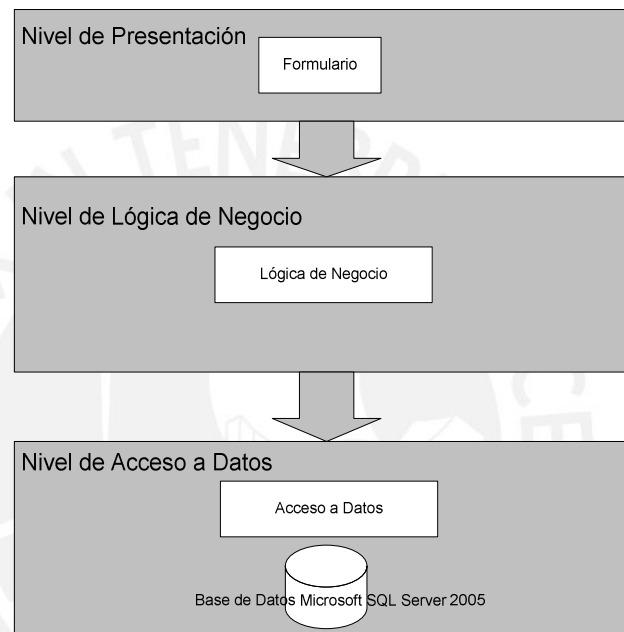 Nivel de Presentación
Formulario
Nivel de Lógica de Negocio
Lógica de Negocio
Nivel de Acceso a Datos
Acceso a Datos
Base de Datos Microsoft SQL Server 2005